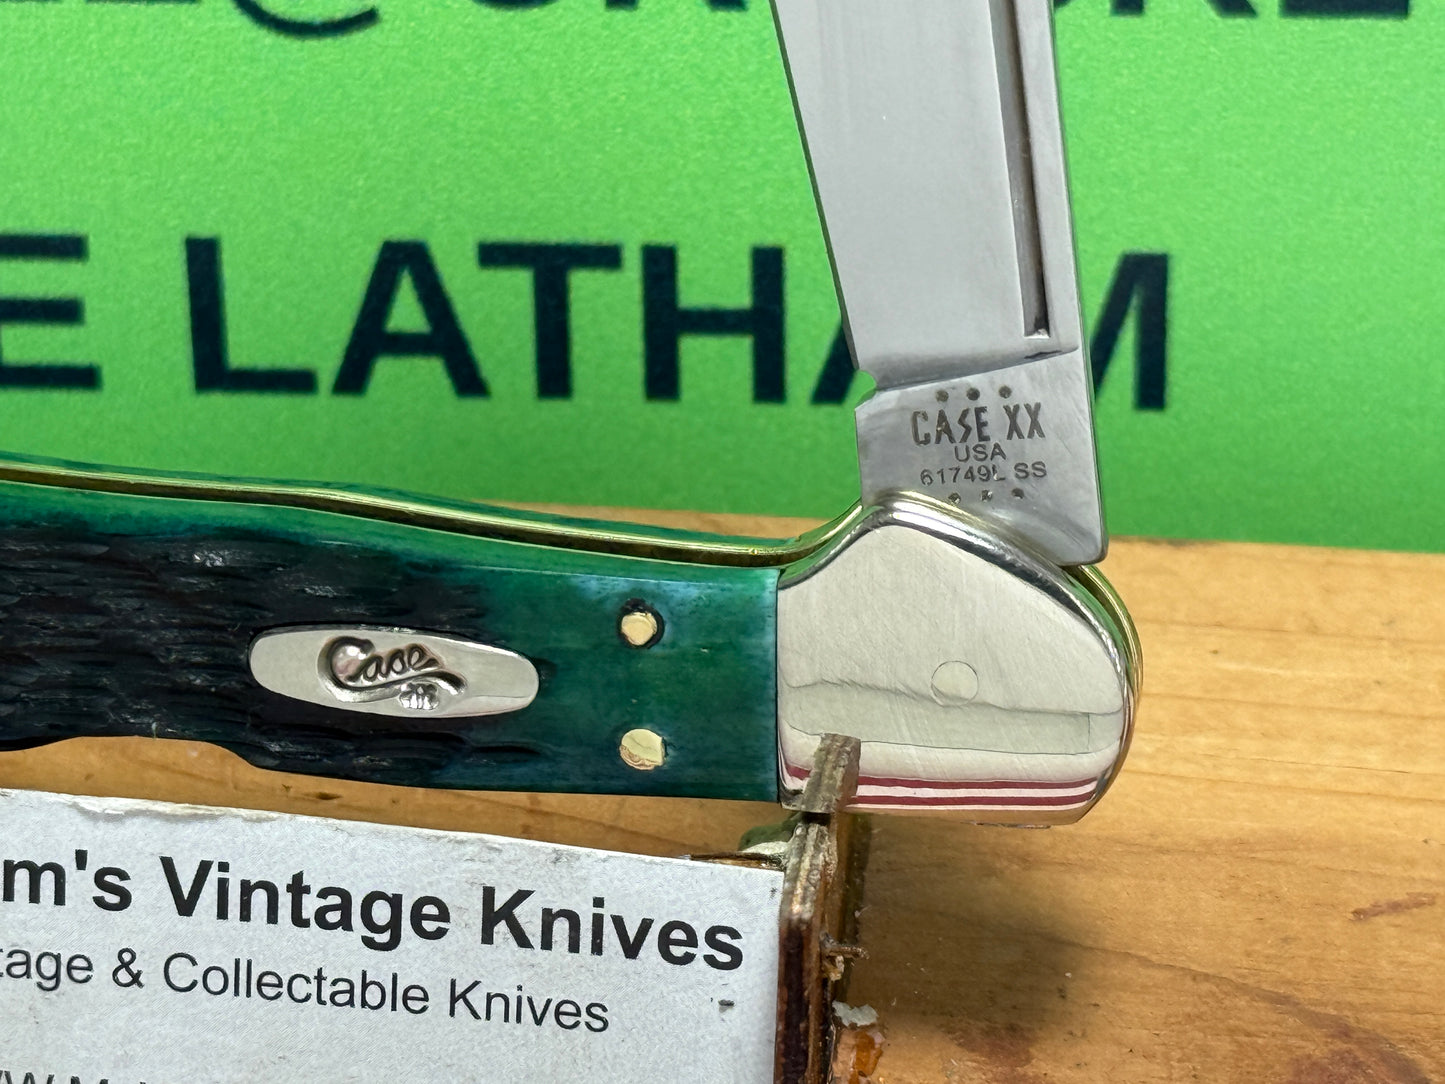 E LATHAM
CASE XX
USA
61749L SS
Case
m's Vintage Knives
tage & Collectable Knives